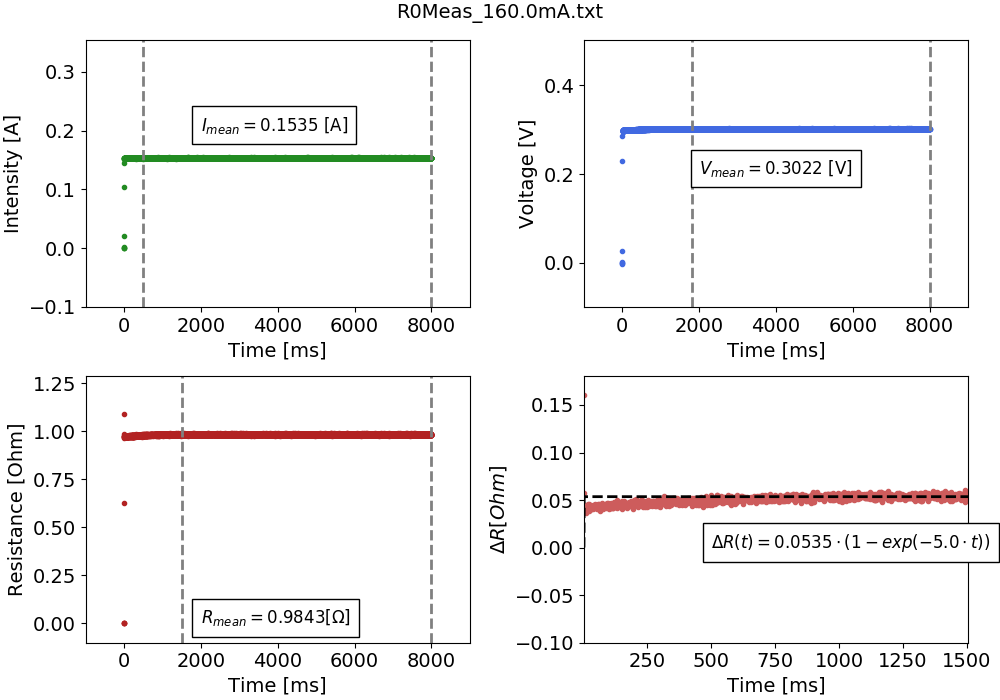 R0Meas_160.0mA.txt
Intensity [A]
0.3
0.2
0.1
0.0
−0.1
I_mean = 0.1535 [A]
0 2000 4000 6000 8000
Time [ms]
Voltage [V]
0.4
0.2
0.0
V_mean = 0.3022 [V]
0 2000 4000 6000 8000
Time [ms]
Resistance [Ohm]
1.25
1.00
0.75
0.50
0.25
0.00
R_mean = 0.9843[Ω]
0 2000 4000 6000 8000
Time [ms]
ΔR[Ohm]
0.15
0.10
0.05
0.00
−0.05
−0.10
ΔR(t) = 0.0535 · (1 − exp(−5.0 · t))
250 500 750 1000 1250 1500
Time [ms]